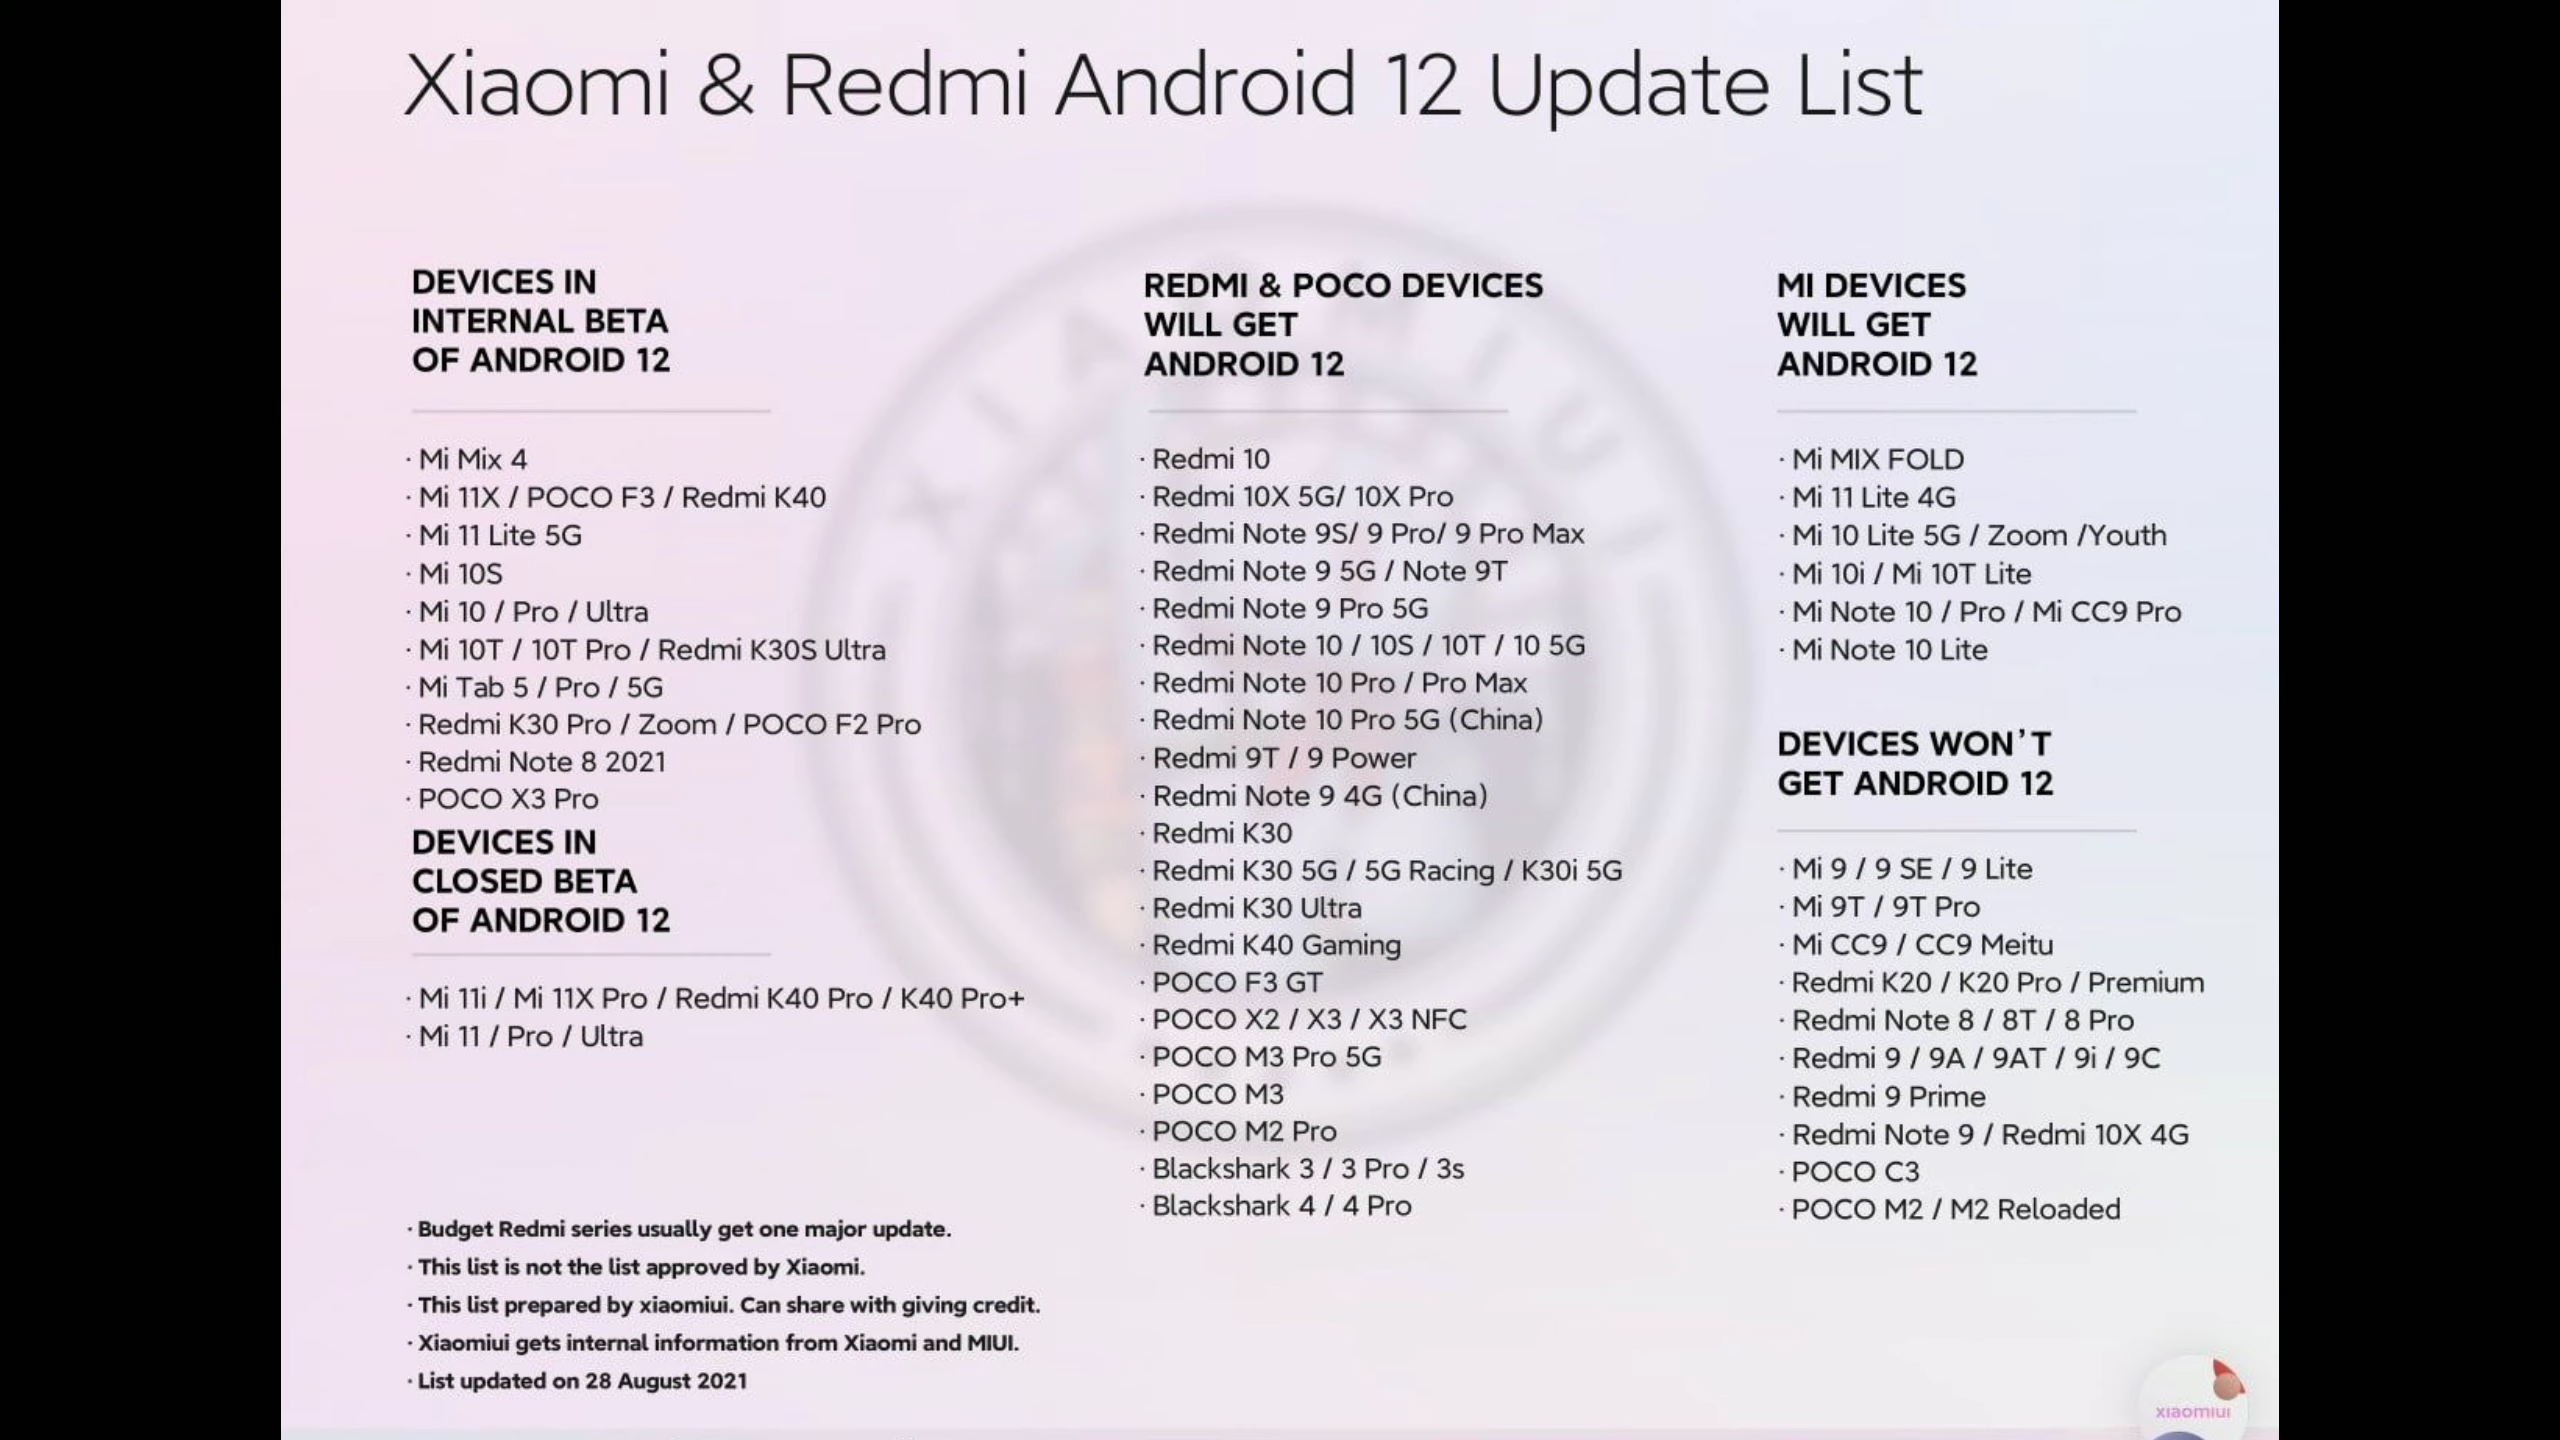 Xiaomi & Redmi Android 12 Update List
DEVICES IN
INTERNAL BETA
OF ANDROID 12
· Mi Mix 4
· Mi 11X / POCO F3 / Redmi K40
· Mi 11 Lite 5G
· Mi 10S
· Mi 10 / Pro / Ultra
· Mi 10T / 10T Pro / Redmi K30S Ultra
· Mi Tab 5 / Pro / 5G
· Redmi K30 Pro / Zoom / POCO F2 Pro
· Redmi Note 8 2021
· POCO X3 Pro
DEVICES IN
CLOSED BETA
OF ANDROID 12
· Mi 11i / Mi 11X Pro / Redmi K40 Pro / K40 Pro+
· Mi 11 / Pro / Ultra
· Budget Redmi series usually get one major update.
· This list is not the list approved by Xiaomi.
· This list prepared by xiaomiui. Can share with giving credit.
· Xiaomiui gets internal information from Xiaomi and MIUI.
· List updated on 28 August 2021
REDMI & POCO DEVICES
WILL GET
ANDROID 12
· Redmi 10
· Redmi 10X 5G/ 10X Pro
· Redmi Note 9S/ 9 Pro/ 9 Pro Max
· Redmi Note 9 5G / Note 9T
· Redmi Note 9 Pro 5G
· Redmi Note 10 / 10S / 10T / 10 5G
· Redmi Note 10 Pro / Pro Max
· Redmi Note 10 Pro 5G (China)
· Redmi 9T / 9 Power
· Redmi Note 9 4G (China)
· Redmi K30
· Redmi K30 5G / 5G Racing / K30i 5G
· Redmi K30 Ultra
· Redmi K40 Gaming
· POCO F3 GT
· POCO X2 / X3 / X3 NFC
· POCO M3 Pro 5G
· POCO M3
· POCO M2 Pro
· Blackshark 3 / 3 Pro / 3s
· Blackshark 4 / 4 Pro
MI DEVICES
WILL GET
ANDROID 12
· Mi MIX FOLD
· Mi 11 Lite 4G
· Mi 10 Lite 5G / Zoom /Youth
· Mi 10i / Mi 10T Lite
· Mi Note 10 / Pro / Mi CC9 Pro
· Mi Note 10 Lite
DEVICES WON'T
GET ANDROID 12
· Mi 9 / 9 SE / 9 Lite
· Mi 9T / 9T Pro
· Mi CC9 / CC9 Meitu
· Redmi K20 / K20 Pro / Premium
· Redmi Note 8 / 8T / 8 Pro
· Redmi 9 / 9A / 9AT / 9i / 9C
· Redmi 9 Prime
· Redmi Note 9 / Redmi 10X 4G
· POCO C3
· POCO M2 / M2 Reloaded
XIAOMIUI
xiaomiui